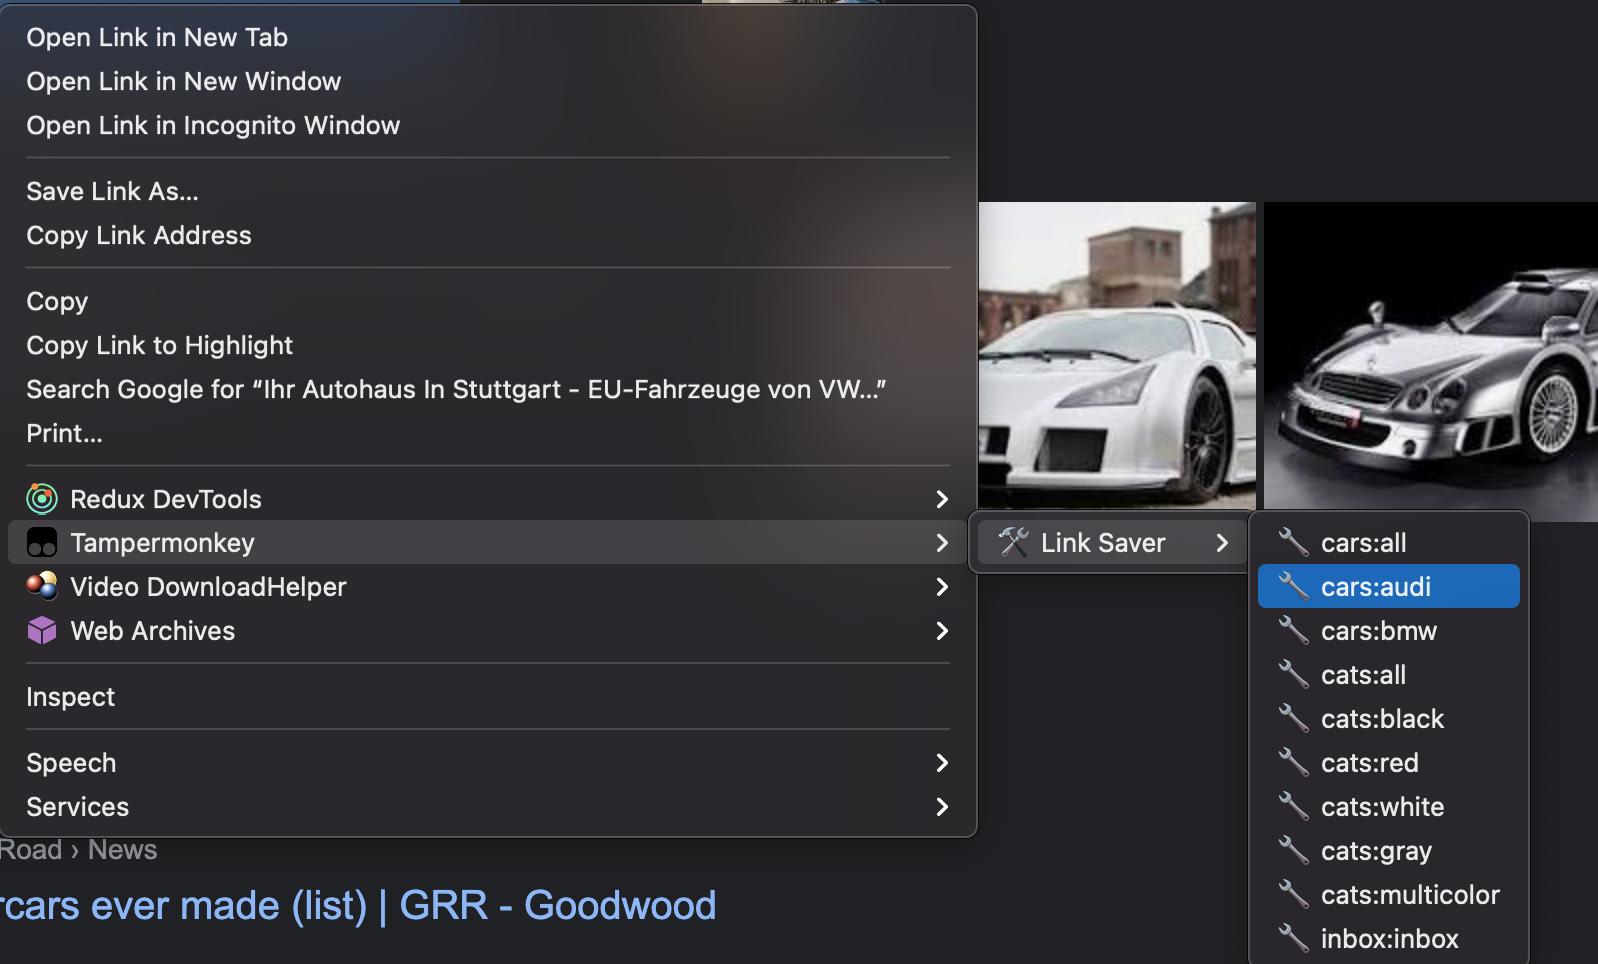 Open Link in New Tab
Open Link in New Window
Open Link in Incognito Window
Save Link As...
Copy Link Address
Copy
Copy Link to Highlight
Search Google for “Ihr Autohaus In Stuttgart - EU-Fahrzeuge von VW...”
Print...
Redux DevTools
Tampermonkey
Video DownloadHelper
Web Archives
Inspect
Speech
Services
Link Saver
cars:all
cars:audi
cars:bmw
cats:all
cats:black
cats:red
cats:white
cats:gray
cats:multicolor
inbox:inbox
Road › News
rcars ever made (list) | GRR - Goodwood